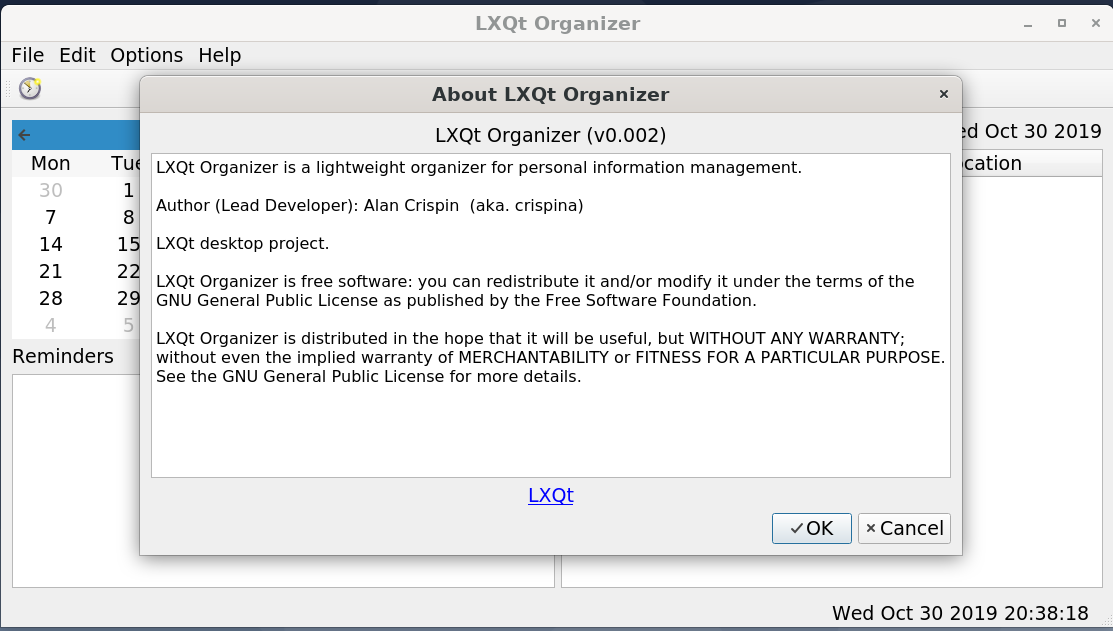 LXQt Organizer
File Edit Options Help
About LXQt Organizer
LXQt Organizer (v0.002)
LXQt Organizer is a lightweight organizer for personal information management.
Author (Lead Developer): Alan Crispin  (aka. crispina)
LXQt desktop project.
LXQt Organizer is free software: you can redistribute it and/or modify it under the terms of the
GNU General Public License as published by the Free Software Foundation.
LXQt Organizer is distributed in the hope that it will be useful, but WITHOUT ANY WARRANTY;
without even the implied warranty of MERCHANTABILITY or FITNESS FOR A PARTICULAR PURPOSE.
See the GNU General Public License for more details.
LXQt
OK Cancel
Oct 30 2019
Mon
30 1
7 8
14 15
21 22
28 29
4 5
Reminders
Wed Oct 30 2019 20:38:18